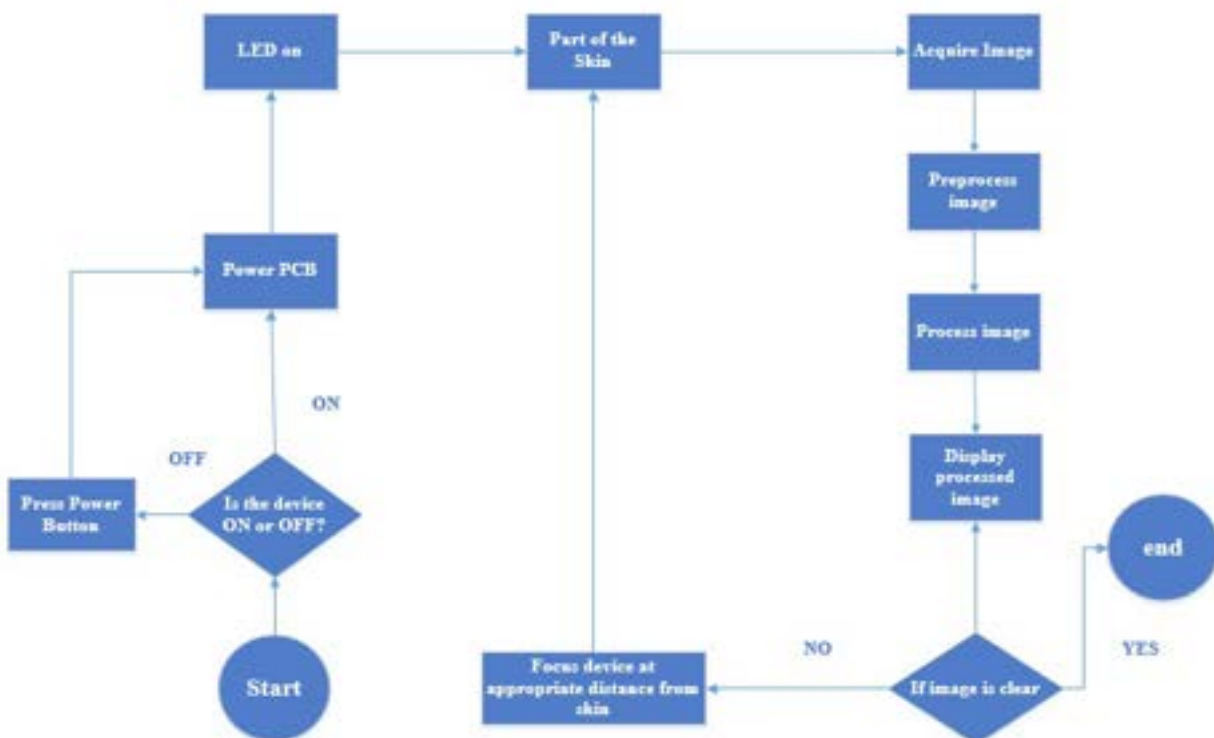 LED on
Part of the
Skin
Acquire Image
Preprocess
image
Power PCB
Process image
ON
OFF
Display
processed
image
Press Power
Button
Is the device
ON or OFF?
end
NO
YES
Focus device at
appropriate distance from
skin
Start
If image is clear